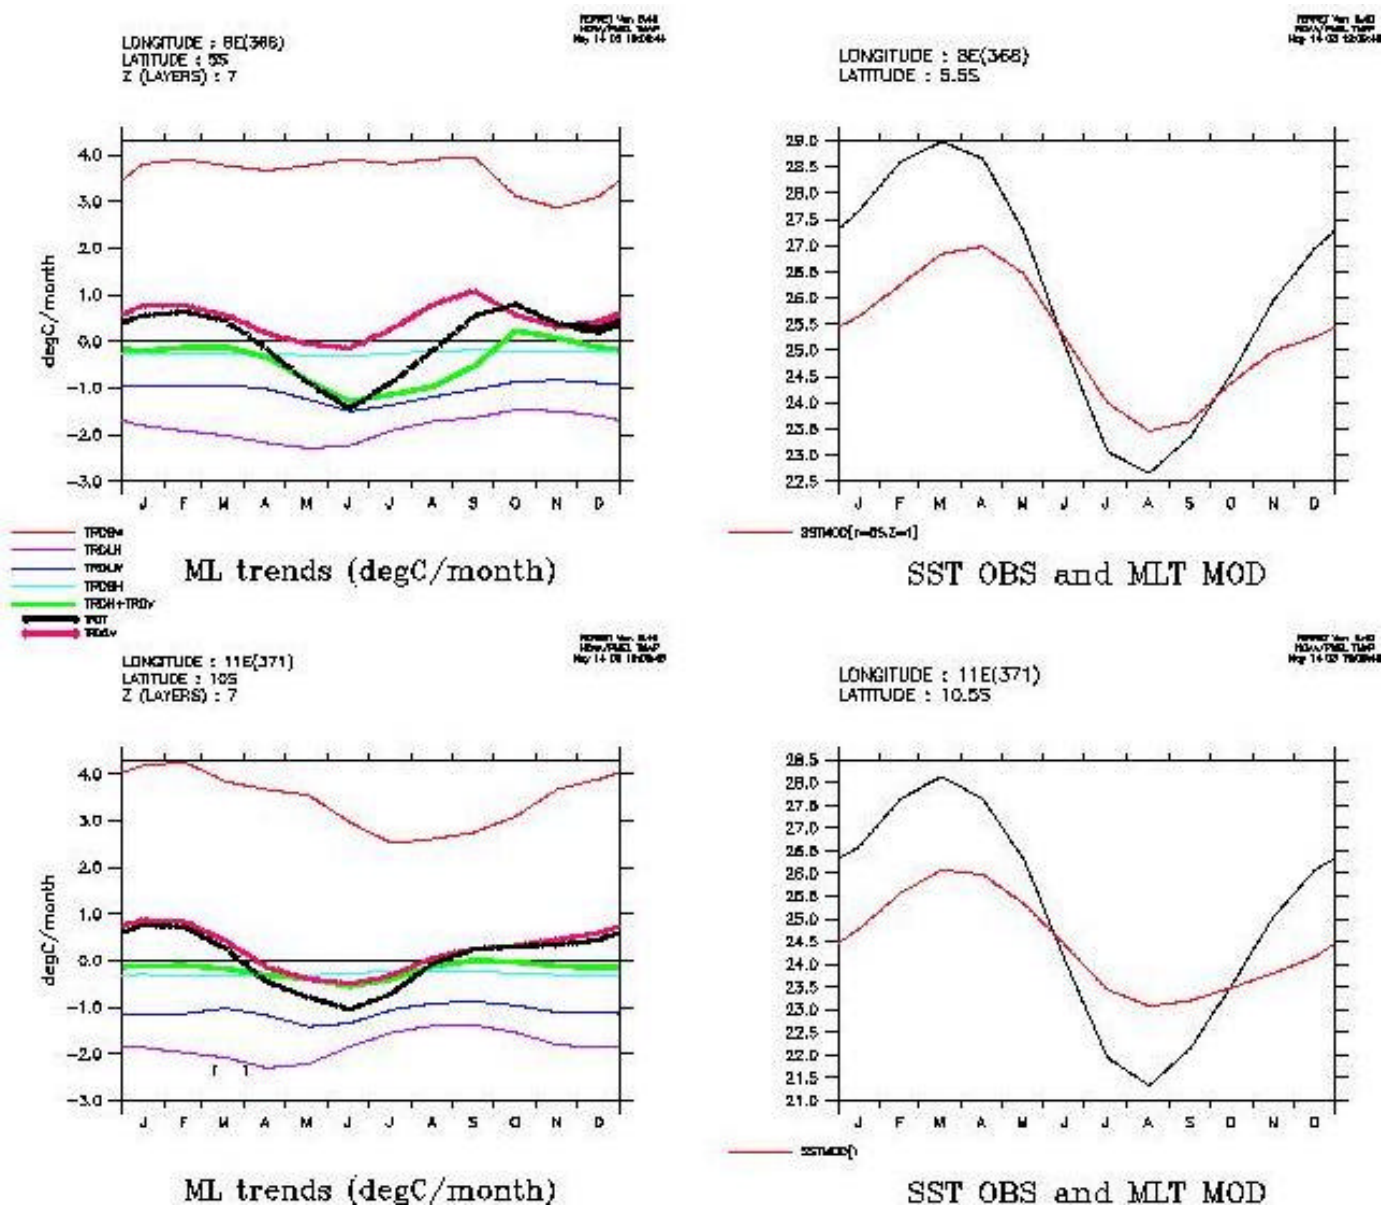 LONGITUDE : 8E(368)
LATITUDE : 5S
Z (LAYERS) : 7
4.0
3.0
2.0
1.0
0.0
-1.0
-2.0
-3.0
degC/month
J F M A M J J A S O N D
TRDLH
TRDSH
TRDH+TRDV
ML trends (degC/month)
LONGITUDE : 8E(368)
LATITUDE : 5.5S
29.0
28.5
28.0
27.5
27.0
26.5
26.0
25.5
25.0
24.5
24.0
23.5
23.0
22.5
J F M A M J J A S O N D
SST OBS and MLT MOD
LONGITUDE : 11E(371)
LATITUDE : 10S
Z (LAYERS) : 7
4.0
3.0
2.0
1.0
0.0
-1.0
-2.0
-3.0
degC/month
J F M A M J J A S O N D
ML trends (degC/month)
LONGITUDE : 11E(371)
LATITUDE : 10.5S
28.5
28.0
27.5
27.0
26.5
26.0
25.5
25.0
24.5
24.0
23.5
23.0
22.5
22.0
21.5
21.0
J F M A M J J A S O N D
SST OBS and MLT MOD